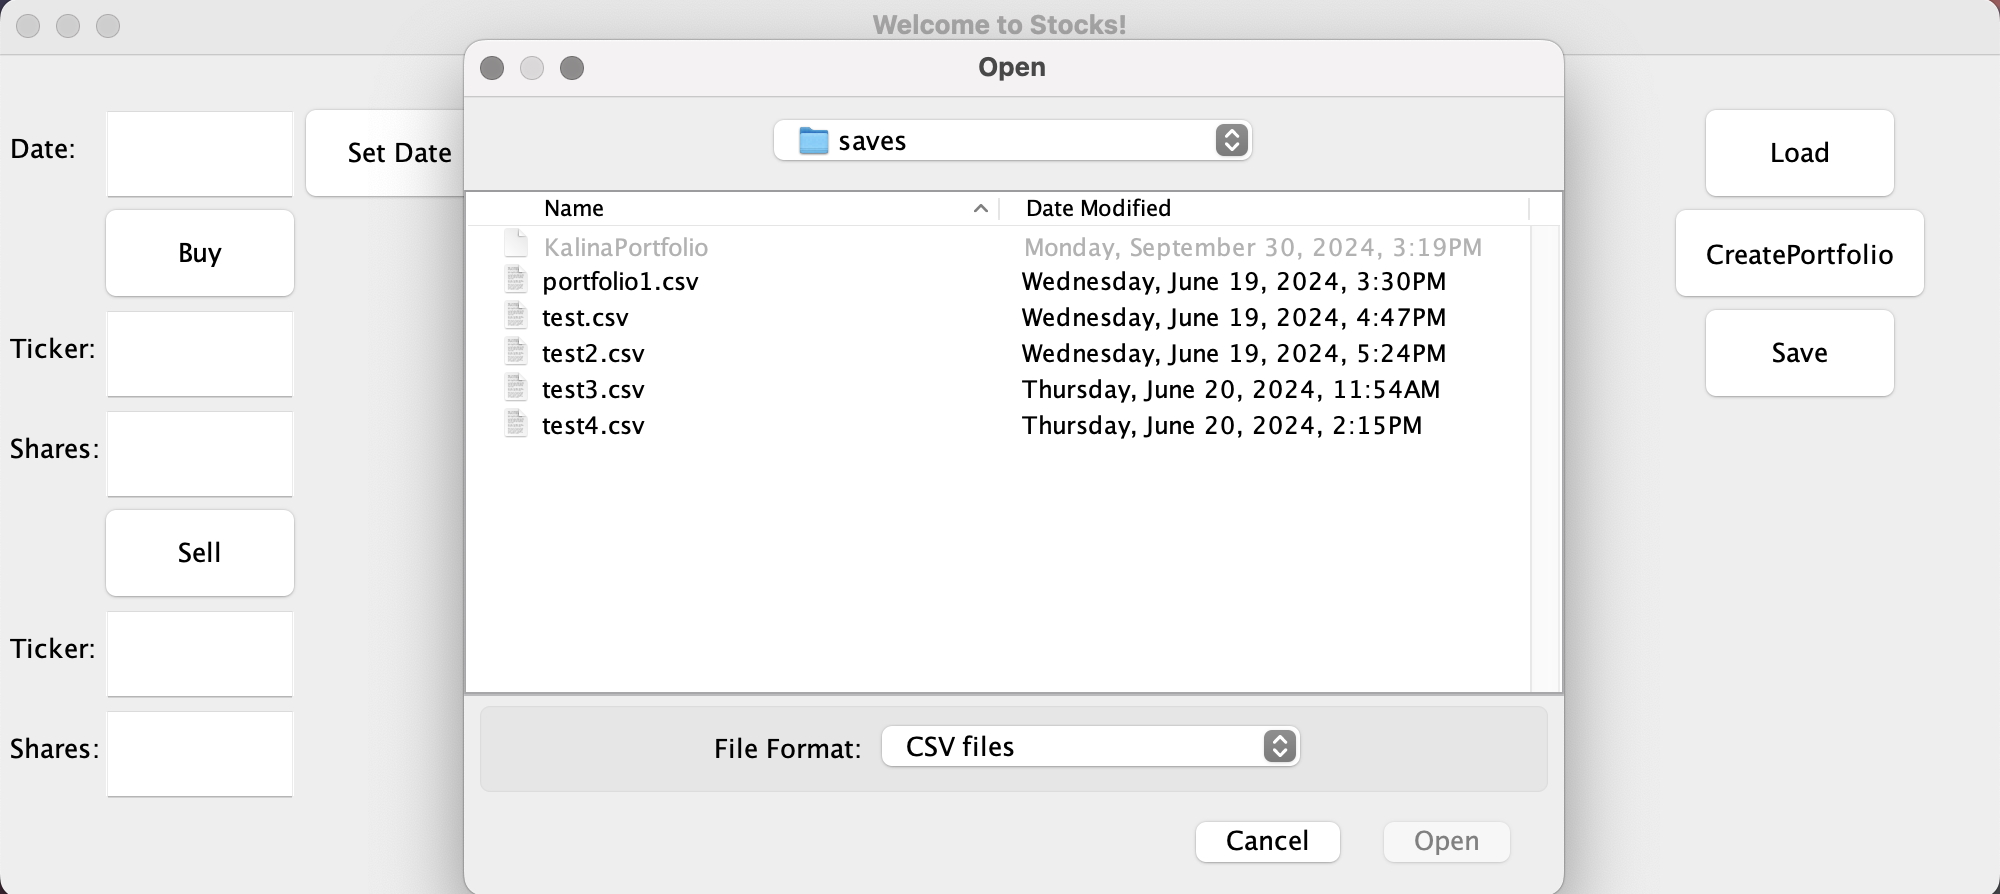 Welcome to Stocks!
Open
saves
Date:
Set Date
Load
Name
Date Modified
Buy
KalinaPortfolio Monday, September 30, 2024, 3:19PM
CreatePortfolio
portfolio1.csv Wednesday, June 19, 2024, 3:30PM
test.csv Wednesday, June 19, 2024, 4:47PM
Ticker:
test2.csv Wednesday, June 19, 2024, 5:24PM
Save
test3.csv Thursday, June 20, 2024, 11:54AM
test4.csv Thursday, June 20, 2024, 2:15PM
Shares:
Sell
Ticker:
Shares:
File Format: CSV files
Cancel
Open